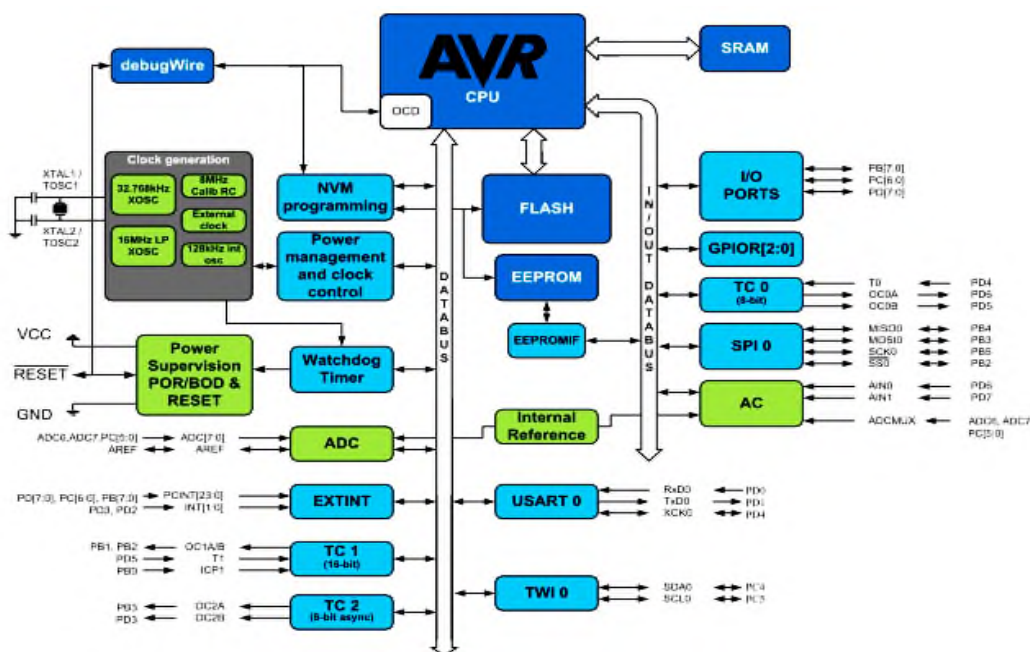 AVR
CPU
OCD
SRAM
debugWire
Clock generation
XTAL1 /
TOSC1
32.768kHz
XOSC
8MHz
Calib RC
External
clock
XTAL2 /
TOSC2
16MHz LP
XOSC
128kHz int
osc
NVM
programming
FLASH
I/O
PORTS
PB[7:0]
PC[6:0]
PD[7:0]
IN/OUT DATABUS
GPIOR[2:0]
Power
management
and clock
control
DATABUS
EEPROM
TC 0
(8-bit)
T0
PD4
OC0A
PD6
OC0B
PD5
EEPROMIF
SPI 0
MISO0
PB4
MOSI0
PB3
SCK0
PB5
SS0
PB2
VCC
RESET
GND
Power
Supervision
POR/BOD &
RESET
Watchdog
Timer
AC
AIN0
PD6
AIN1
PD7
ADCMUX
ADC6, ADC7
PC[5:0]
Internal
Reference
ADC6,ADC7,PC[5:0]
ADC[7:0]
AREF
AREF
ADC
PD[7:0], PC[6:0], PB[7:0]
PCINT[23:0]
PD3, PD2
INT[1:0]
EXTINT
USART 0
RxD0
PD0
TxD0
PD1
XCK0
PD4
PB1, PB2
OC1A/B
PD5
T1
PB0
ICP1
TC 1
(16-bit)
TWI 0
SDA0
PC4
SCL0
PC5
PB3
OC2A
PD3
OC2B
TC 2
(8-bit async)